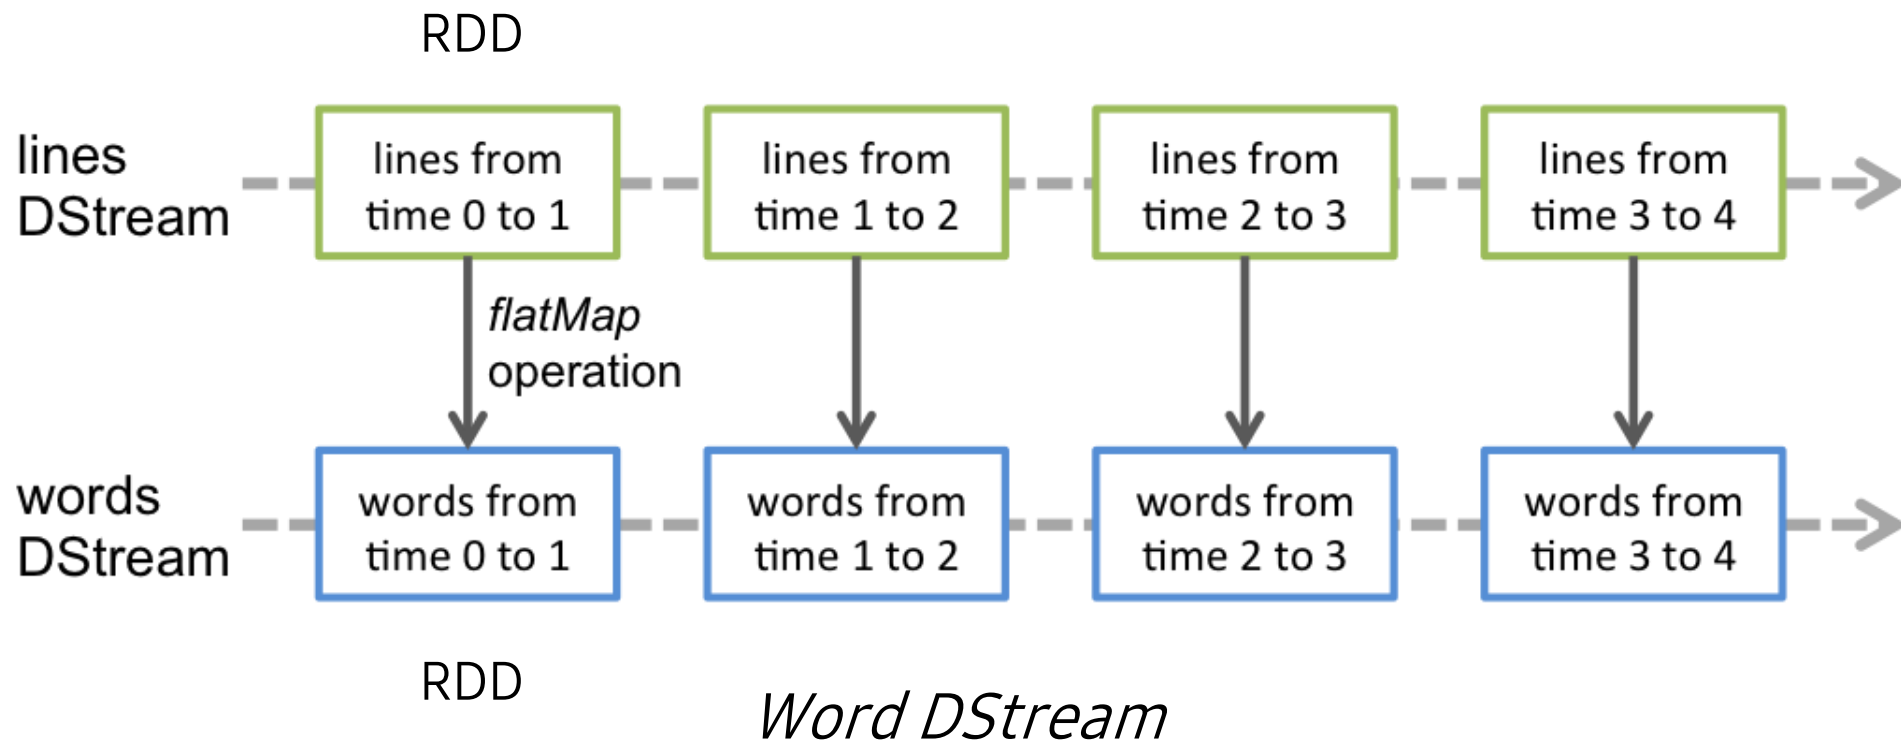 RDD
lines
DStream
lines from
time 0 to 1
lines from
time 1 to 2
lines from
time 2 to 3
lines from
time 3 to 4
flatMap
operation
words
DStream
words from
time 0 to 1
words from
time 1 to 2
words from
time 2 to 3
words from
time 3 to 4
RDD
Word DStream